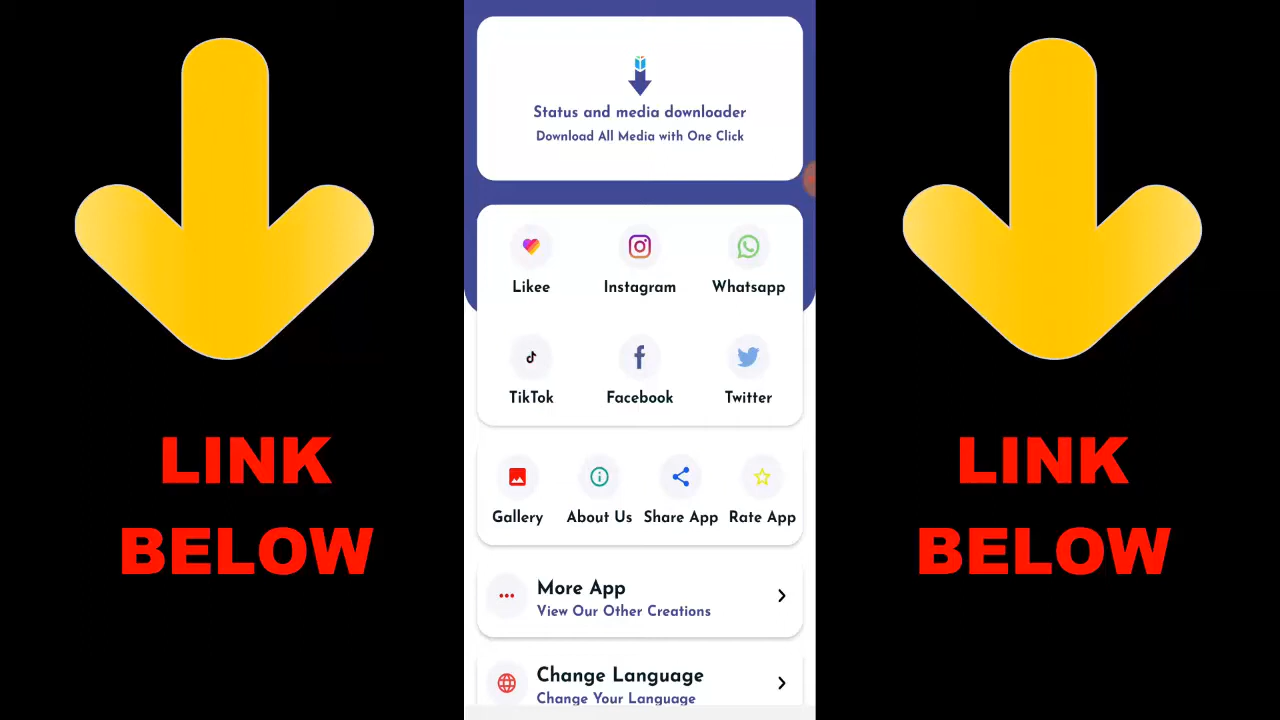 Status and media downloader
Download All Media with One Click
Likee Instagram Whatsapp
TikTok Facebook Twitter
LINK
BELOW
LINK
BELOW
Gallery About Us Share App Rate App
More App
View Our Other Creations
Change Language
Change Your Language